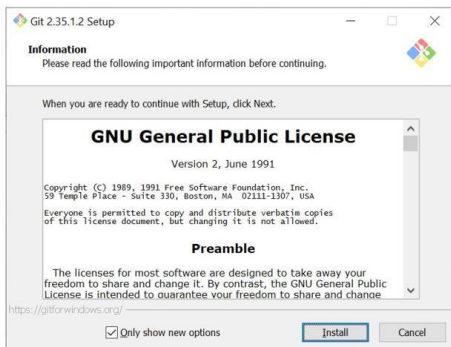 Git 2.35.1.2 Setup
Information
Please read the following important information before continuing.
When you are ready to continue with Setup, click Next.
GNU General Public License
Version 2, June 1991
Copyright (C) 1989, 1991 Free Software Foundation, Inc.
59 Temple Place - Suite 330, Boston, MA 02111-1307, USA
Everyone is permitted to copy and distribute verbatim copies
of this license document, but changing it is not allowed.
Preamble
The licenses for most software are designed to take away your
freedom to share and change it. By contrast, the GNU General Public
License is intended to guarantee your freedom to share and change
https://gitforwindows.org/
Only show new options
Install
Cancel